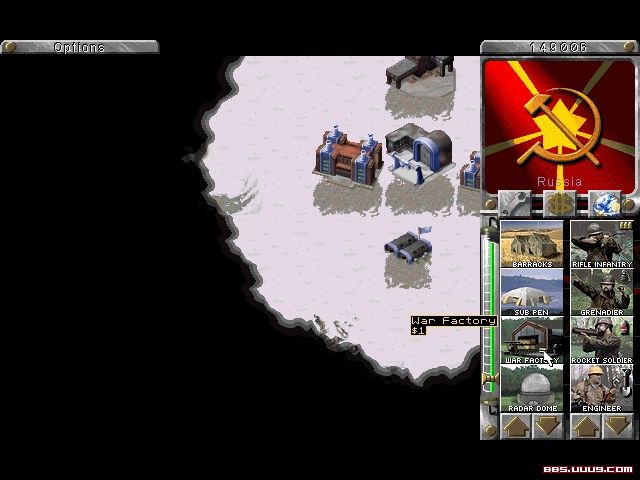 Options
149006
Russia
BARRACKS
RIFLE INFANTRY
SUB PEN
GRENADIER
War Factory
$1
WAR FACTORY
ROCKET SOLDIER
RADAR DOME
ENGINEER
BBS.UUU9.COM